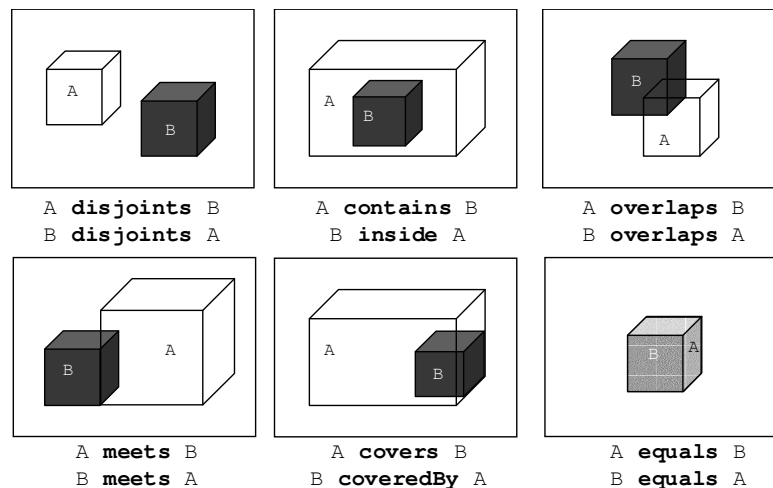 A
B
A
B
B
A
A disjoints B
B disjoints A
A contains B
B inside A
A overlaps B
B overlaps A
B
A
A
B
B
A
A meets B
B meets A
A covers B
B coveredBy A
A equals B
B equals A